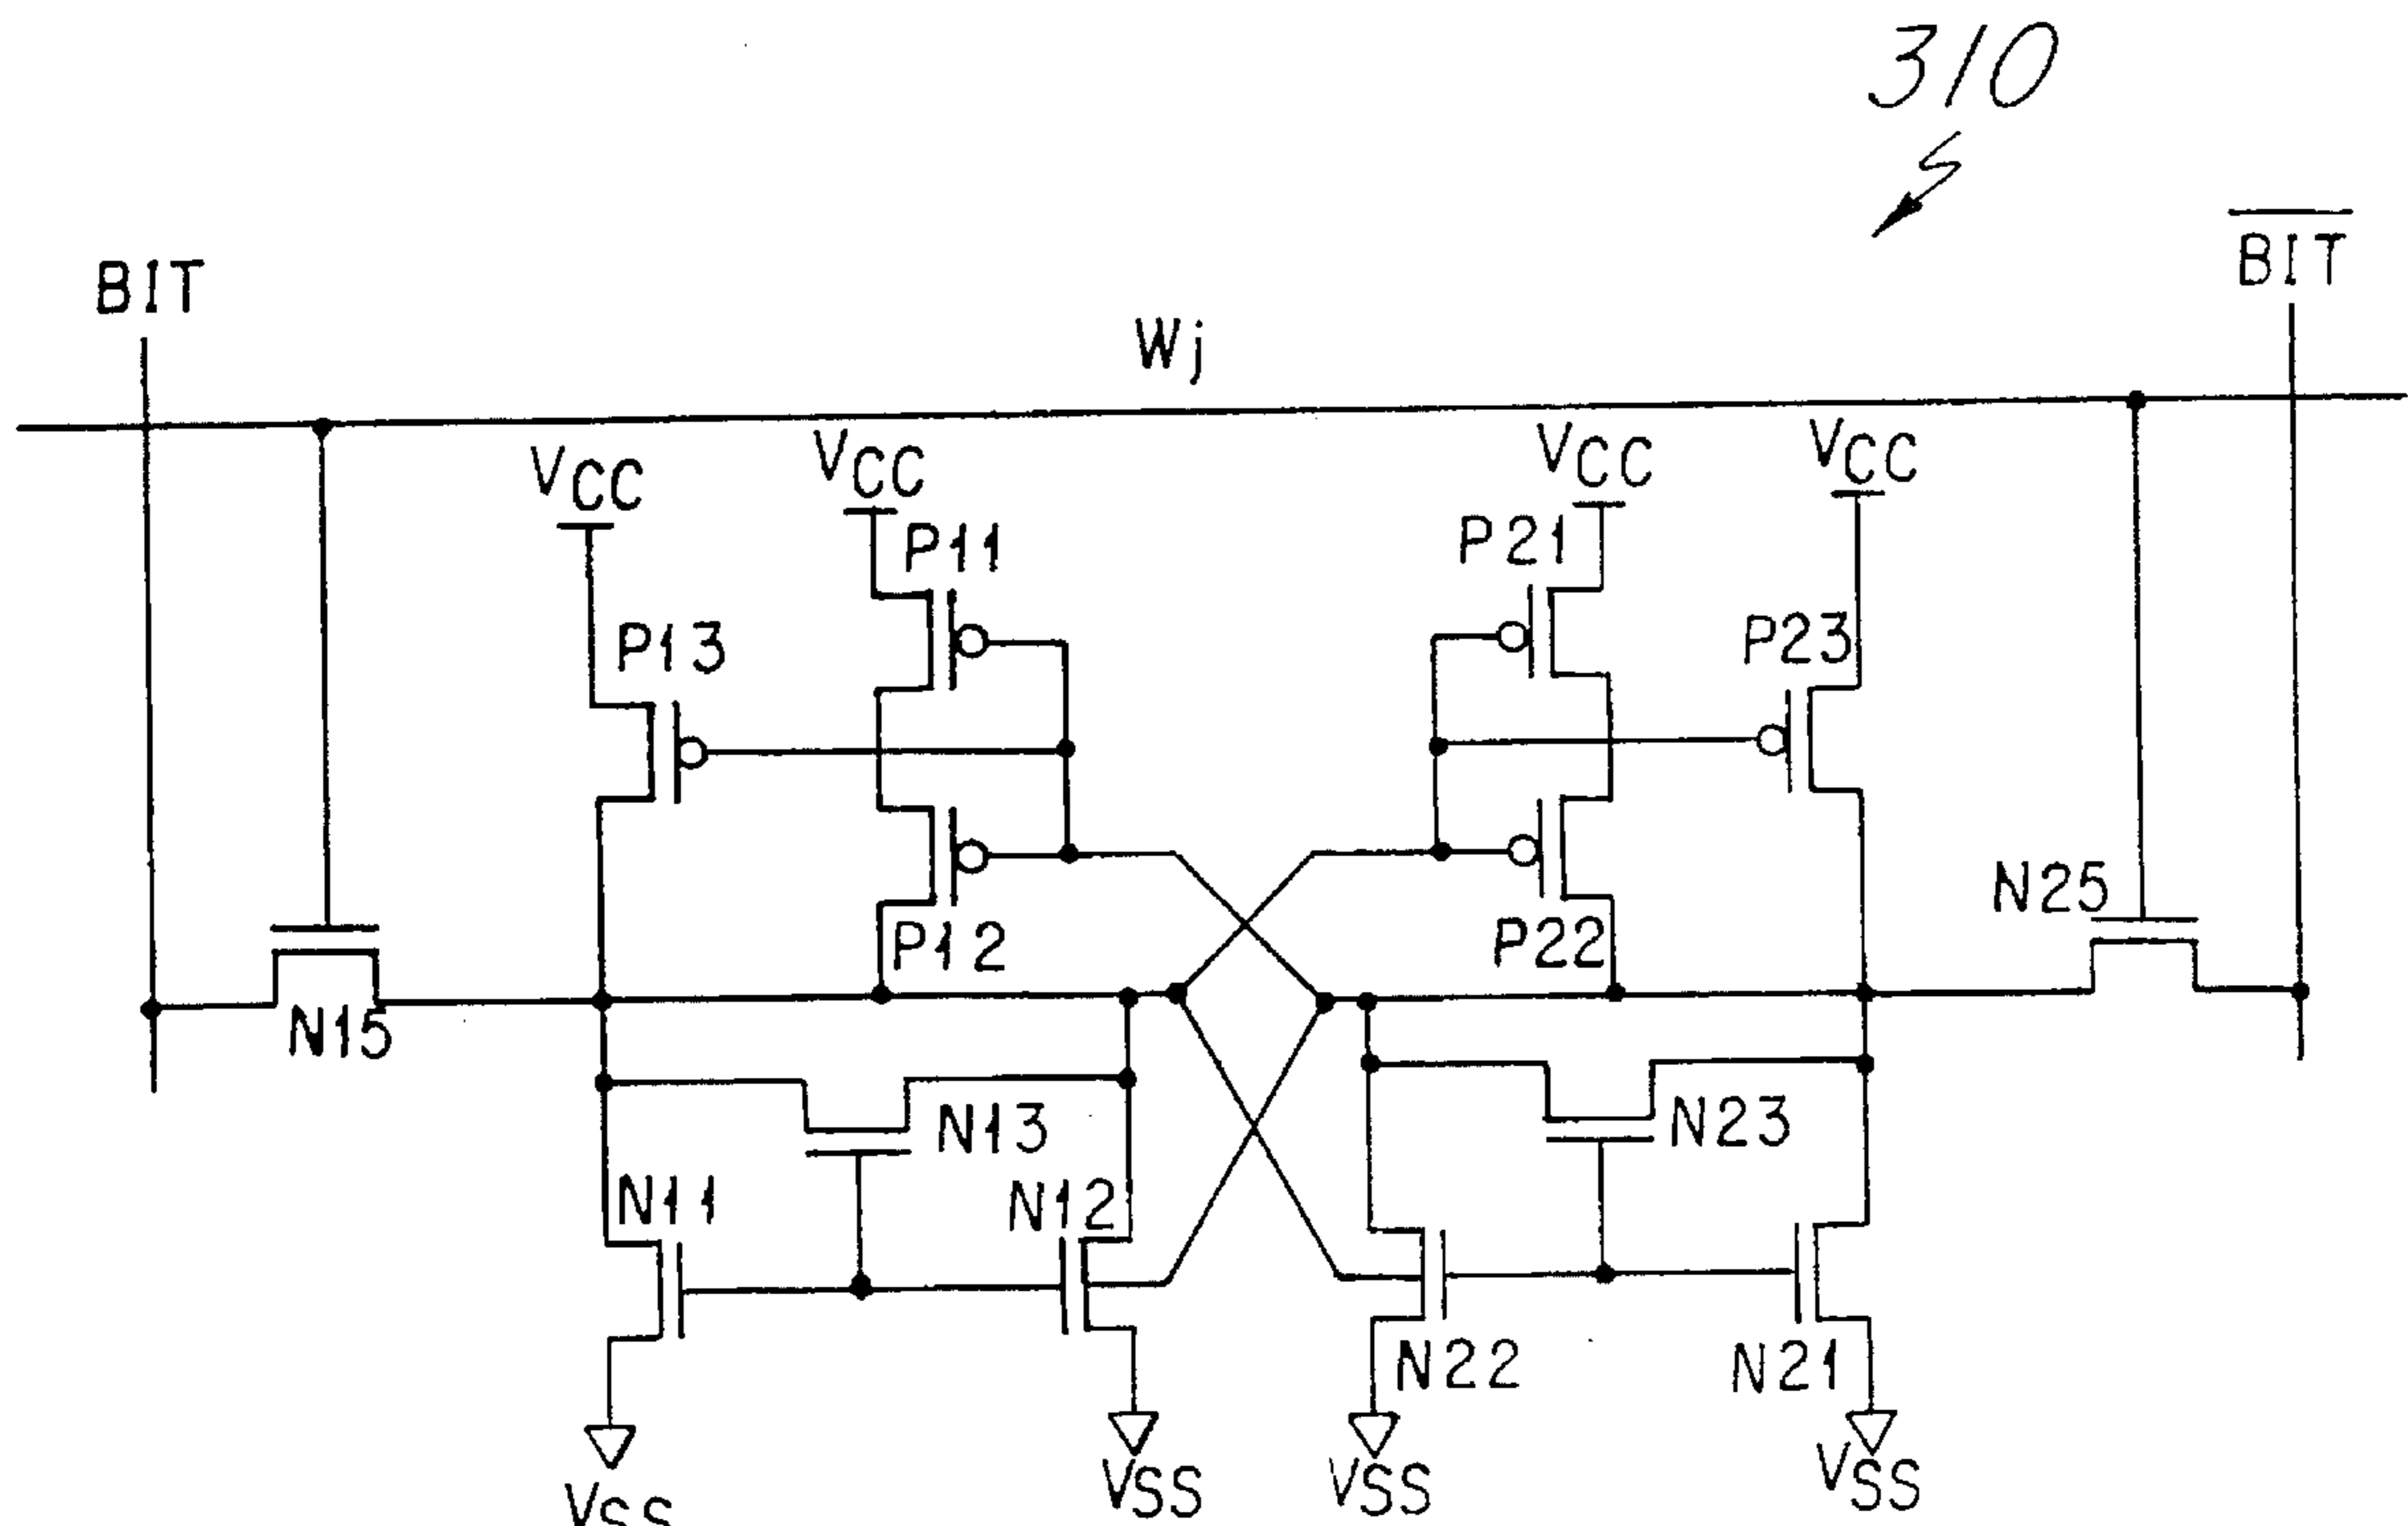 310
BIT
BIT
Wj
VCC
VCC
VCC
VCC
P11
P21
P13
P23
N25
P12
P22
N15
N13
N23
N11
N12
N22
N21
VSS
VSS
VSS
VSS